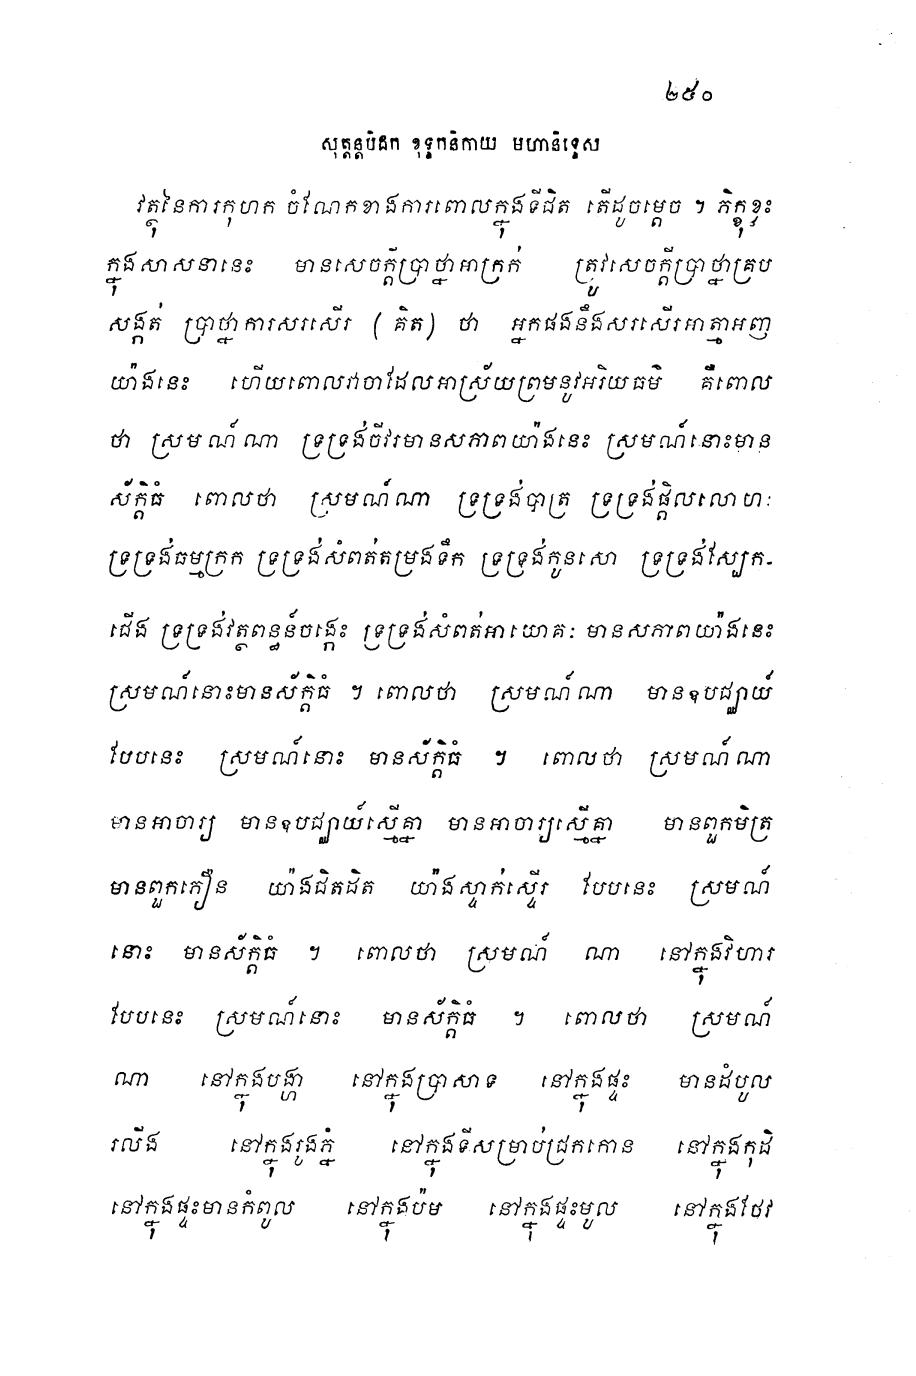 ២៥០
សុត្តន្តបិដក ខុទ្ទកនិកាយ មហានិទ្ទេស
វត្ថុនៃការកុហក ចំណែកខាងការពោលក្នុងទីជិត តើដូចម្តេច ។ ភិក្ខុខ្លះ
ក្នុងសាសនានេះ មានសេចក្តីប្រាថ្នាអាក្រក់ ត្រូវសេចក្តីប្រាថ្នាគ្រប
សង្កត់ ប្រាថ្នាការសរសើរ (គិត) ថា អ្នកផងនឹងសរសើរអាត្មាអញ
យ៉ាងនេះ ហើយពោលវាចាដែលអាស្រ័យព្រមនូវអរិយធម៌ គឺពោល
ថា ស្រមណ៍ណា ទ្រទ្រង់ចីវរមានសភាពយ៉ាងនេះ ស្រមណ៍នោះមាន
ស័ក្តិធំ ពោលថា ស្រមណ៍ណា ទ្រទ្រង់បាត្រ ទ្រទ្រង់ផ្តិលលោហៈ
ទ្រទ្រង់ធម្មក្រក ទ្រទ្រង់សំពត់តម្រងទឹក ទ្រទ្រង់កូនសោ ទ្រទ្រង់ស្បែក-
ជើង ទ្រទ្រង់វត្ថពន្ធន៍ចង្កេះ ទ្រទ្រង់សំពត់អាយោគៈ មានសភាពយ៉ាងនេះ
ស្រមណ៍នោះមានស័ក្តិធំ ។ ពោលថា ស្រមណ៍ណា មានឧបជ្ឈាយ៍
បែបនេះ ស្រមណ៍នោះ មានស័ក្តិធំ ។ ពោលថា ស្រមណ៍ណា
មានអាចារ្យ មានឧបជ្ឈាយ៍ស្មើគ្នា មានអាចារ្យស្មើគ្នា មានពួកមិត្រ
មានពួកភឿន យ៉ាងជិតដិត យ៉ាងស្ទាក់ស្ទើរ បែបនេះ ស្រមណ៍
នោះ មានស័ក្តិធំ ។ ពោលថា ស្រមណ៍ ណា នៅក្នុងវិហារ
បែបនេះ ស្រមណ៍នោះ មានស័ក្តិធំ ។ ពោលថា ស្រមណ៍
ណា នៅក្នុងបង្ហា នៅក្នុងប្រាសាទ នៅក្នុងផ្ទះ មានដំបូល
រលីង នៅក្នុងរូងភ្នំ នៅក្នុងទីសម្រាប់ជ្រកកោន នៅក្នុងកុដិ
នៅក្នុងផ្ទះមានកំពូល នៅក្នុងប៉ម នៅក្នុងផ្ទះមូល នៅក្នុងថែវ